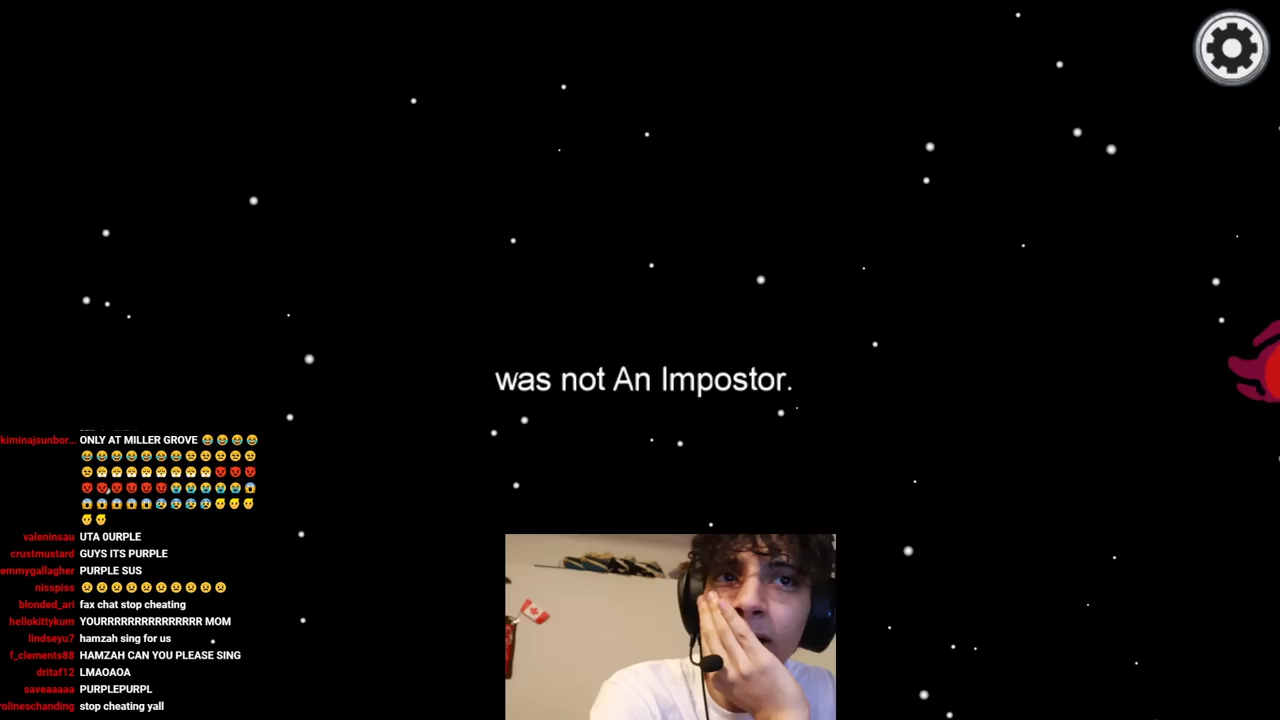 was not An Impostor.
kiminajsunbor... ONLY AT MILLER GROVE 😂 😂 😂 😂
😂 😂 😂 😂 😂 😂 😂 😣 😣 😣 😣 😣
😣 😤 😤 😤 😤 😤 😤 😤 😤 😡 😡 😡
😡 😡 😡 😡 😡 😡 😭 😭 😭 😭 😭 😱
😱 😱 😱 😱 😱 😰 😰 😰 😰
valeninsau UTA 0URPLE
crustmustard GUYS ITS PURPLE
emmygallagher PURPLE SUS
nisspiss
blonded_ari fax chat stop cheating
hellokittykum YOURRRRRRRRRRRRRRR MOM
lindseyu7 hamzah sing for us
f_clements88 HAMZAH CAN YOU PLEASE SING
dritaf12 LMAOAOA
saveaaaaa PURPLEPURPL
rolineschanding stop cheating yall